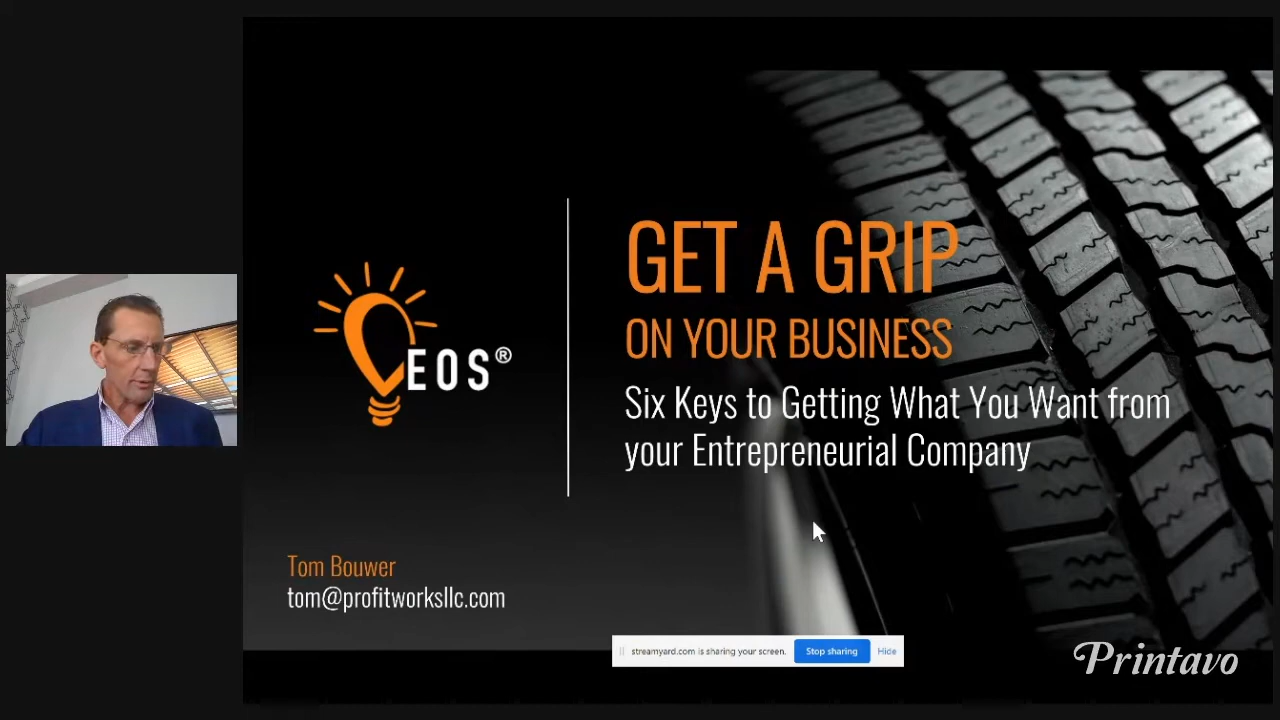 GET A GRIP
ON YOUR BUSINESS
Six Keys to Getting What You Want from
your Entrepreneurial Company
EOS®
Tom Bouwer
tom@profitworksllc.com
streamyard.com is sharing your screen.
Stop sharing
Hide
Printavo